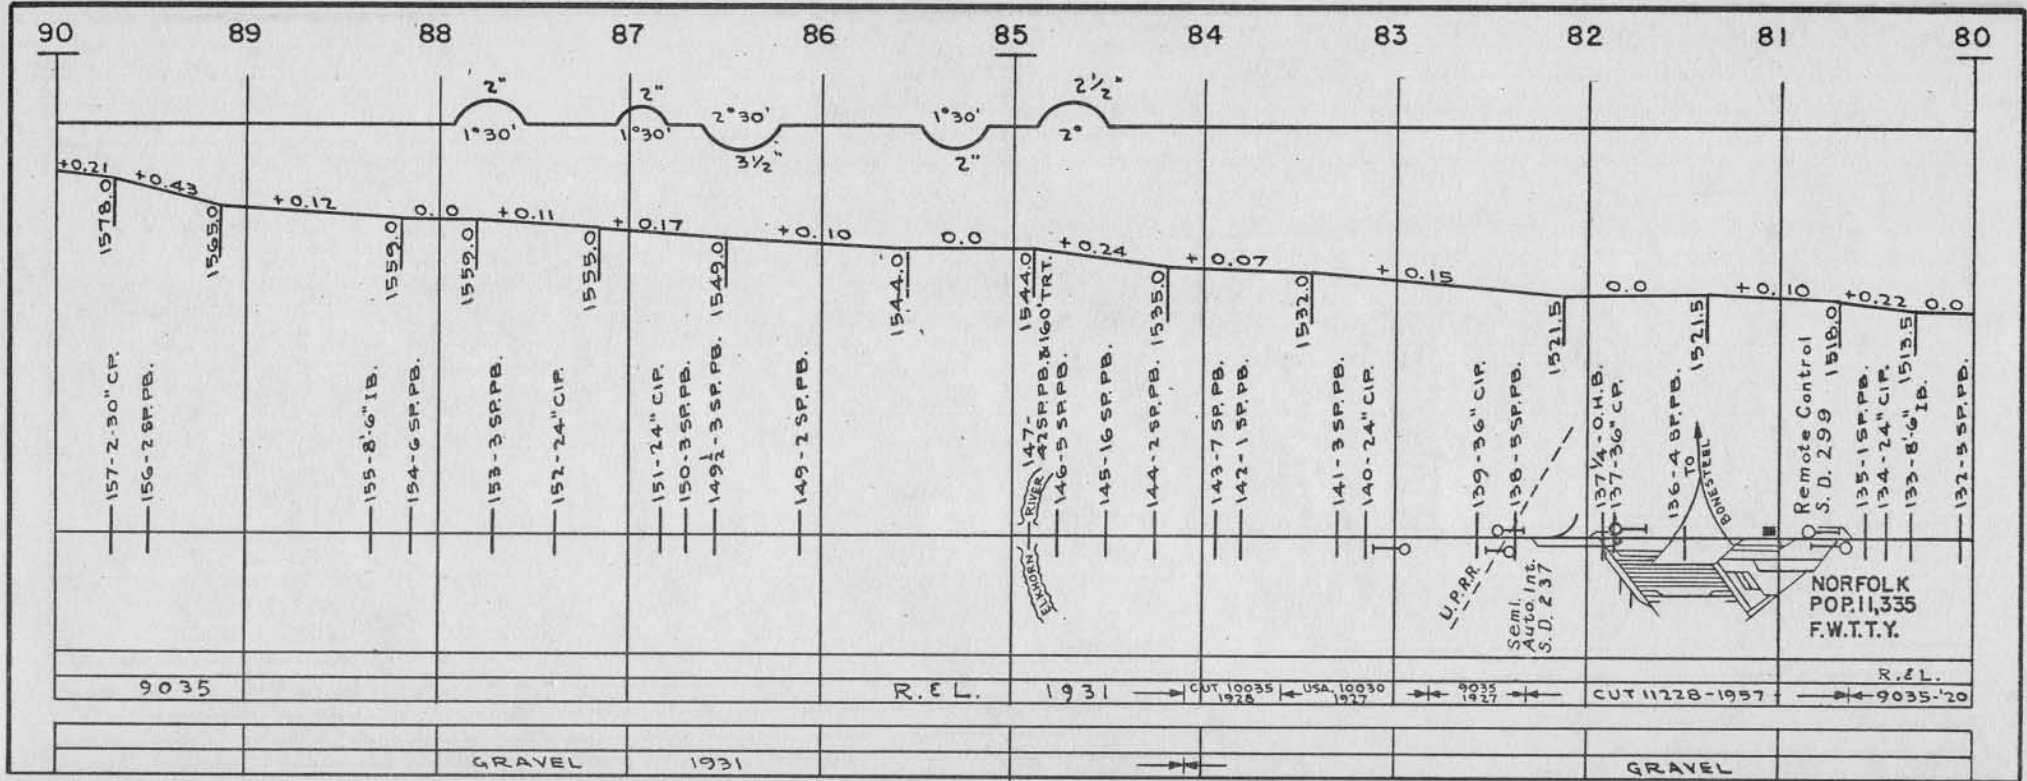 90 89 88 87 86 85 84 83 82 81 80
2" 2" 2°30' 1°30' 2½"
1°30' 1°30' 3½" 2" 2°
+0.21 +0.43 +0.12 0.0 +0.11 +0.17 +0.10 0.0 +0.24 +0.07 +0.15 0.0 +0.10 +0.22 0.0
1578.0
1565.0
1559.0
1559.0
1555.0
1549.0
1544.0
1544.0
1535.0
1532.0
1521.5
1521.5
1518.0
1513.5
157-2-30" CP.
156-2 SP.PB.
155-8'-6" IB.
154-6 SP.PB.
153-3 SP.PB.
152-24" CIP.
151-24" CIP.
150-3 SP.PB.
149½-3 SP.PB.
149-2 SP.PB.
147-
42 SP.PB.&160' T.R.T.
146-5 SP.PB.
145-16 SP.PB.
144-2 SP.PB.
143-7 SP.PB.
142-1 SP.PB.
141-3 SP.PB.
140-24" CIP.
139-36" CIP.
138-5 SP.PB.
137¼-O.H.B.
137-36" CP.
136-4 SP.PB.
135-1 SP.PB.
134-24" CIP.
133-8'-6"
IB.
132-5 SP.PB.
ELKHORN RIVER
U.P.R.R.
Semi.
Auto. Int.
S.D. 237
TO
BONESTEEL
Remote Control
S.D. 299
NORFOLK
POP.11,335
F.W.T.T.Y.
R.&L.
9035 R.&L. 1931 CUT, 10035 USA, 10030 9035 CUT 11228-1957 9035-'20
1928 1927 1927
GRAVEL 1931 GRAVEL